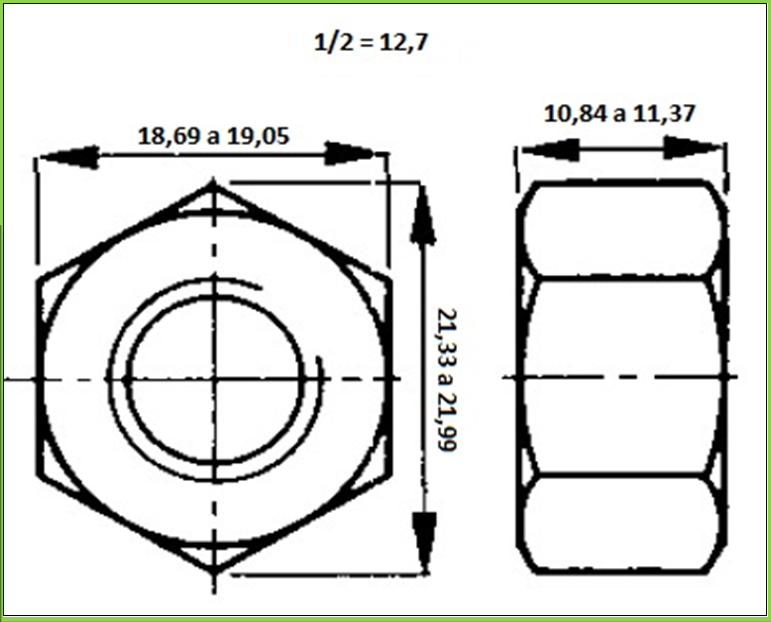 1/2 = 12,7
18,69 a 19,05
10,84 a 11,37
21,33 a 21,99